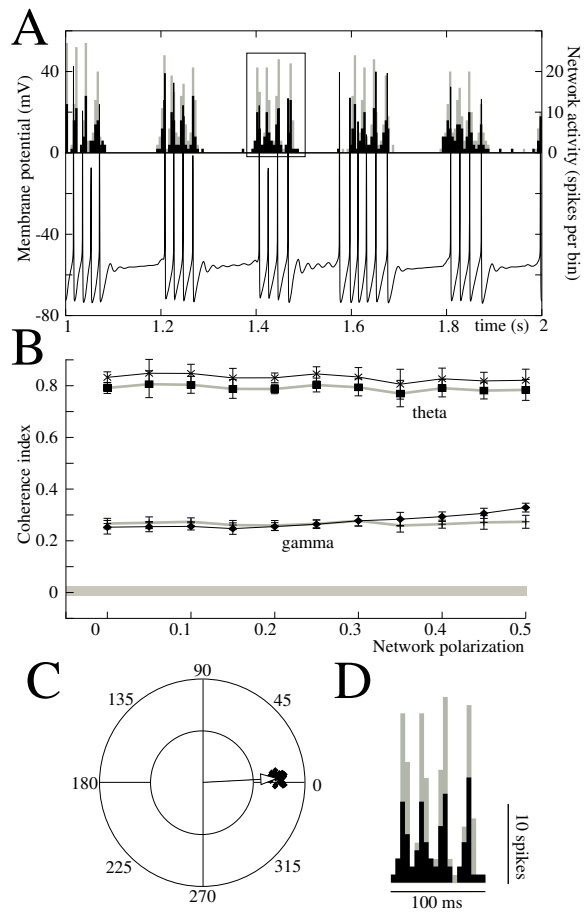 A
Membrane potential (mV)
40
0
-40
-80
20
10
0
Network activity
(spikes per bin)
1
1.2
1.4
1.6
1.8
time (s)
2
B
Coherence index
0.8
0.6
0.4
0.2
0
theta
gamma
0
0.1
0.2
0.3
0.4
0.5
Network polarization
C
90
135
45
180
0
225
315
270
D
10 spikes
100 ms